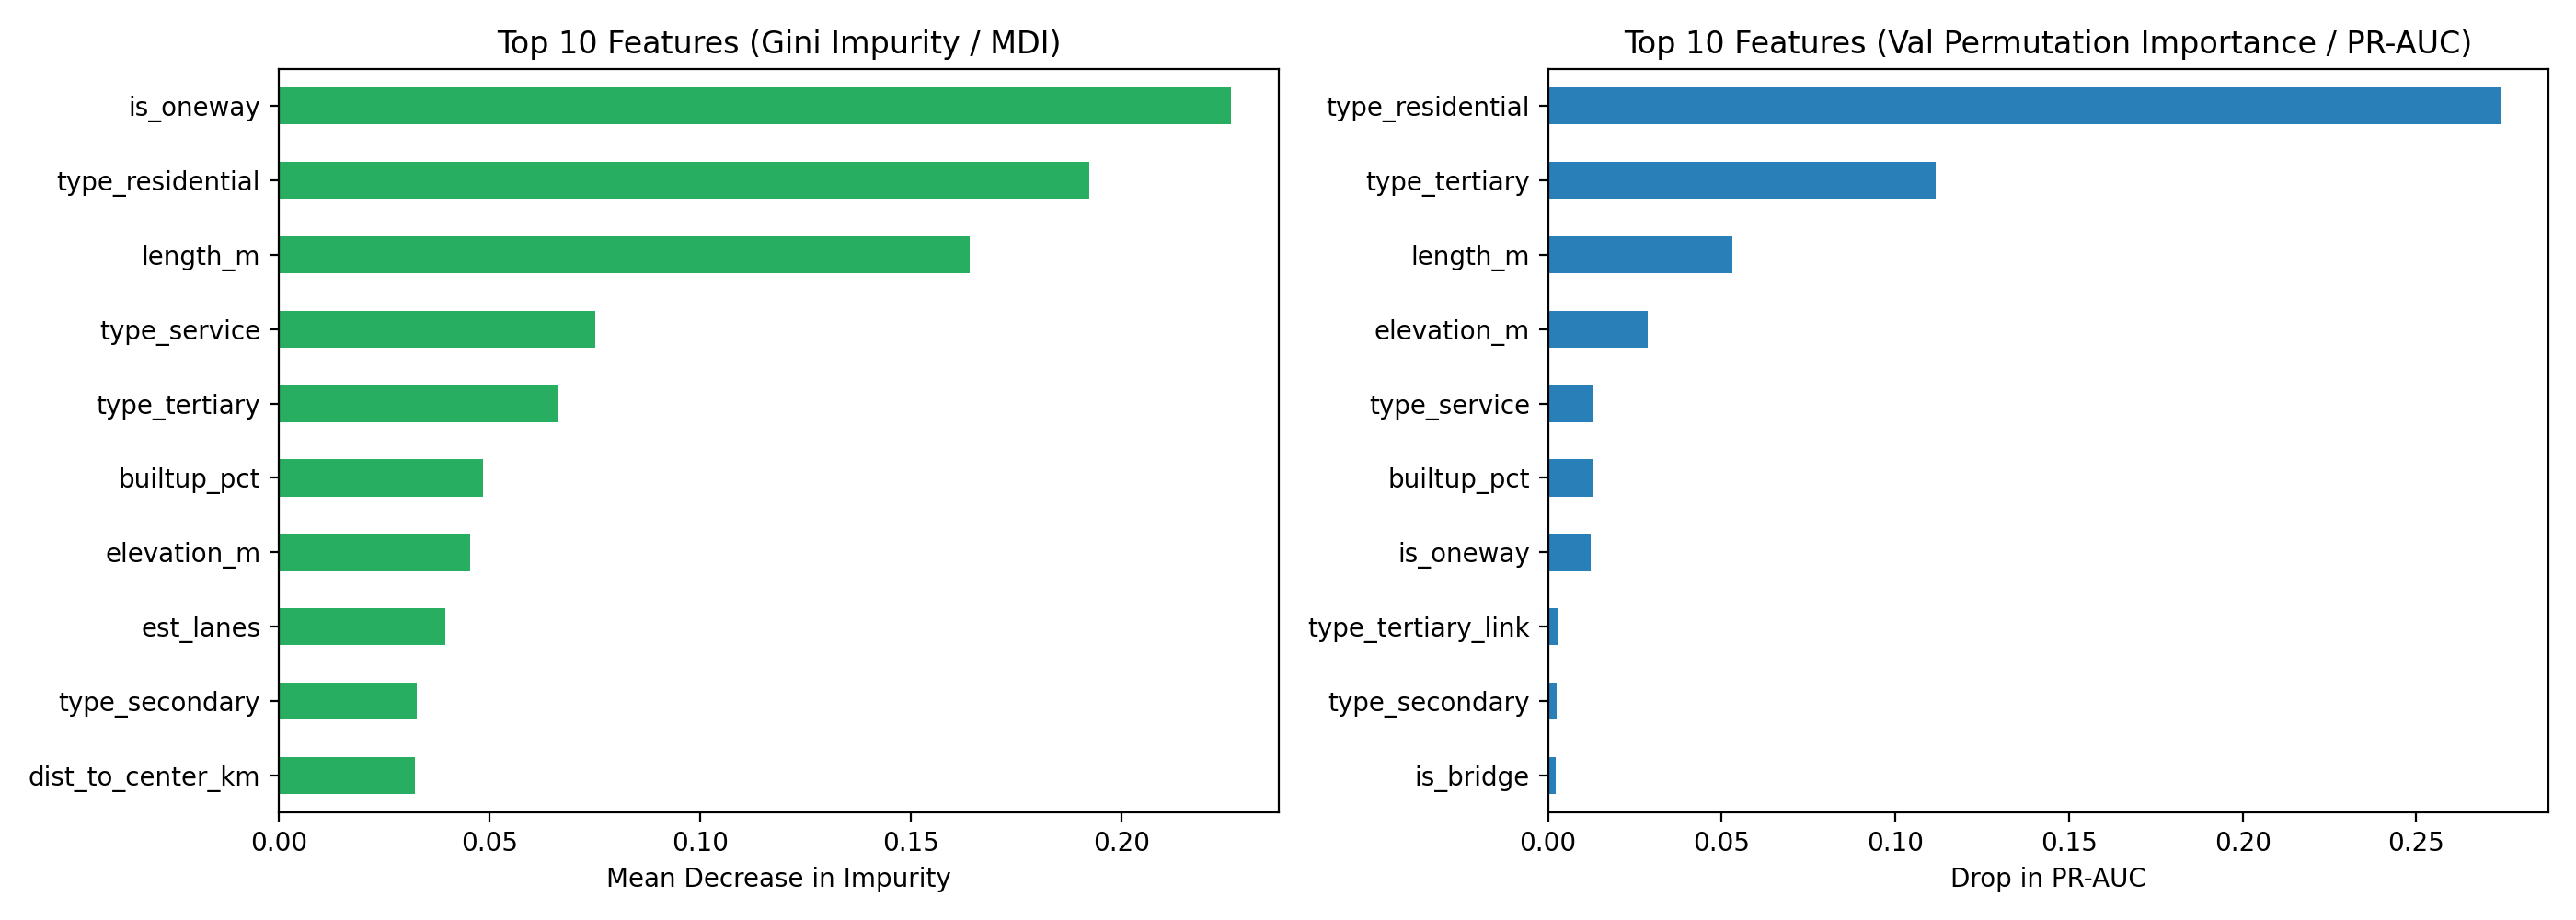 Top 10 Features (Gini Impurity / MDI)
is_oneway
type_residential
length_m
type_service
type_tertiary
builtup_pct
elevation_m
est_lanes
type_secondary
dist_to_center_km
0.00 0.05 0.10 0.15 0.20
Mean Decrease in Impurity
Top 10 Features (Val Permutation Importance / PR-AUC)
type_residential
type_tertiary
length_m
elevation_m
type_service
builtup_pct
is_oneway
type_tertiary_link
type_secondary
is_bridge
0.00 0.05 0.10 0.15 0.20 0.25
Drop in PR-AUC